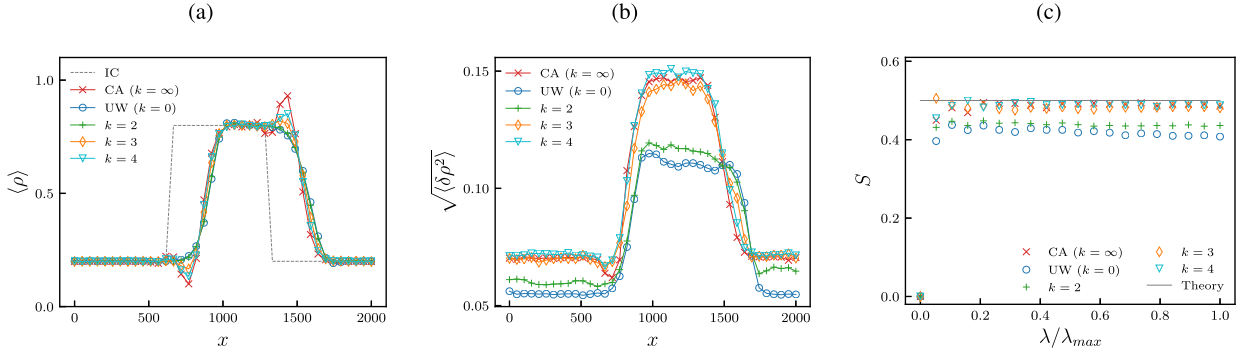 (a)
(b)
(c)
1.0
0.5
0.0
⟨ρ⟩
IC
CA (k = ∞)
UW (k = 0)
k = 2
k = 3
k = 4
0 500 1000 1500 2000
x
0.15
0.10
0.05
√⟨δρ²⟩
CA (k = ∞)
UW (k = 0)
k = 2
k = 3
k = 4
0 500 1000 1500 2000
x
0.6
0.4
0.2
0.0
S
CA (k = ∞)
UW (k = 0)
k = 2
k = 3
k = 4
Theory
0.0 0.2 0.4 0.6 0.8 1.0
λ/λmax